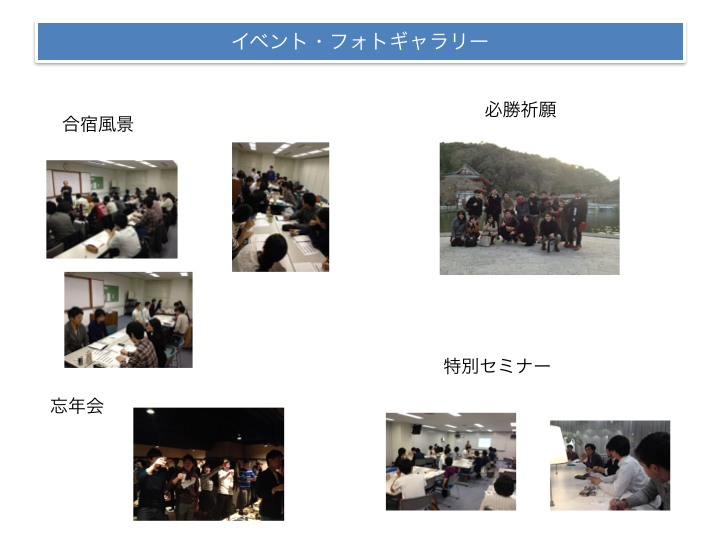 イベント・フォトギャラリー
合宿風景
必勝祈願
特別セミナー
忘年会